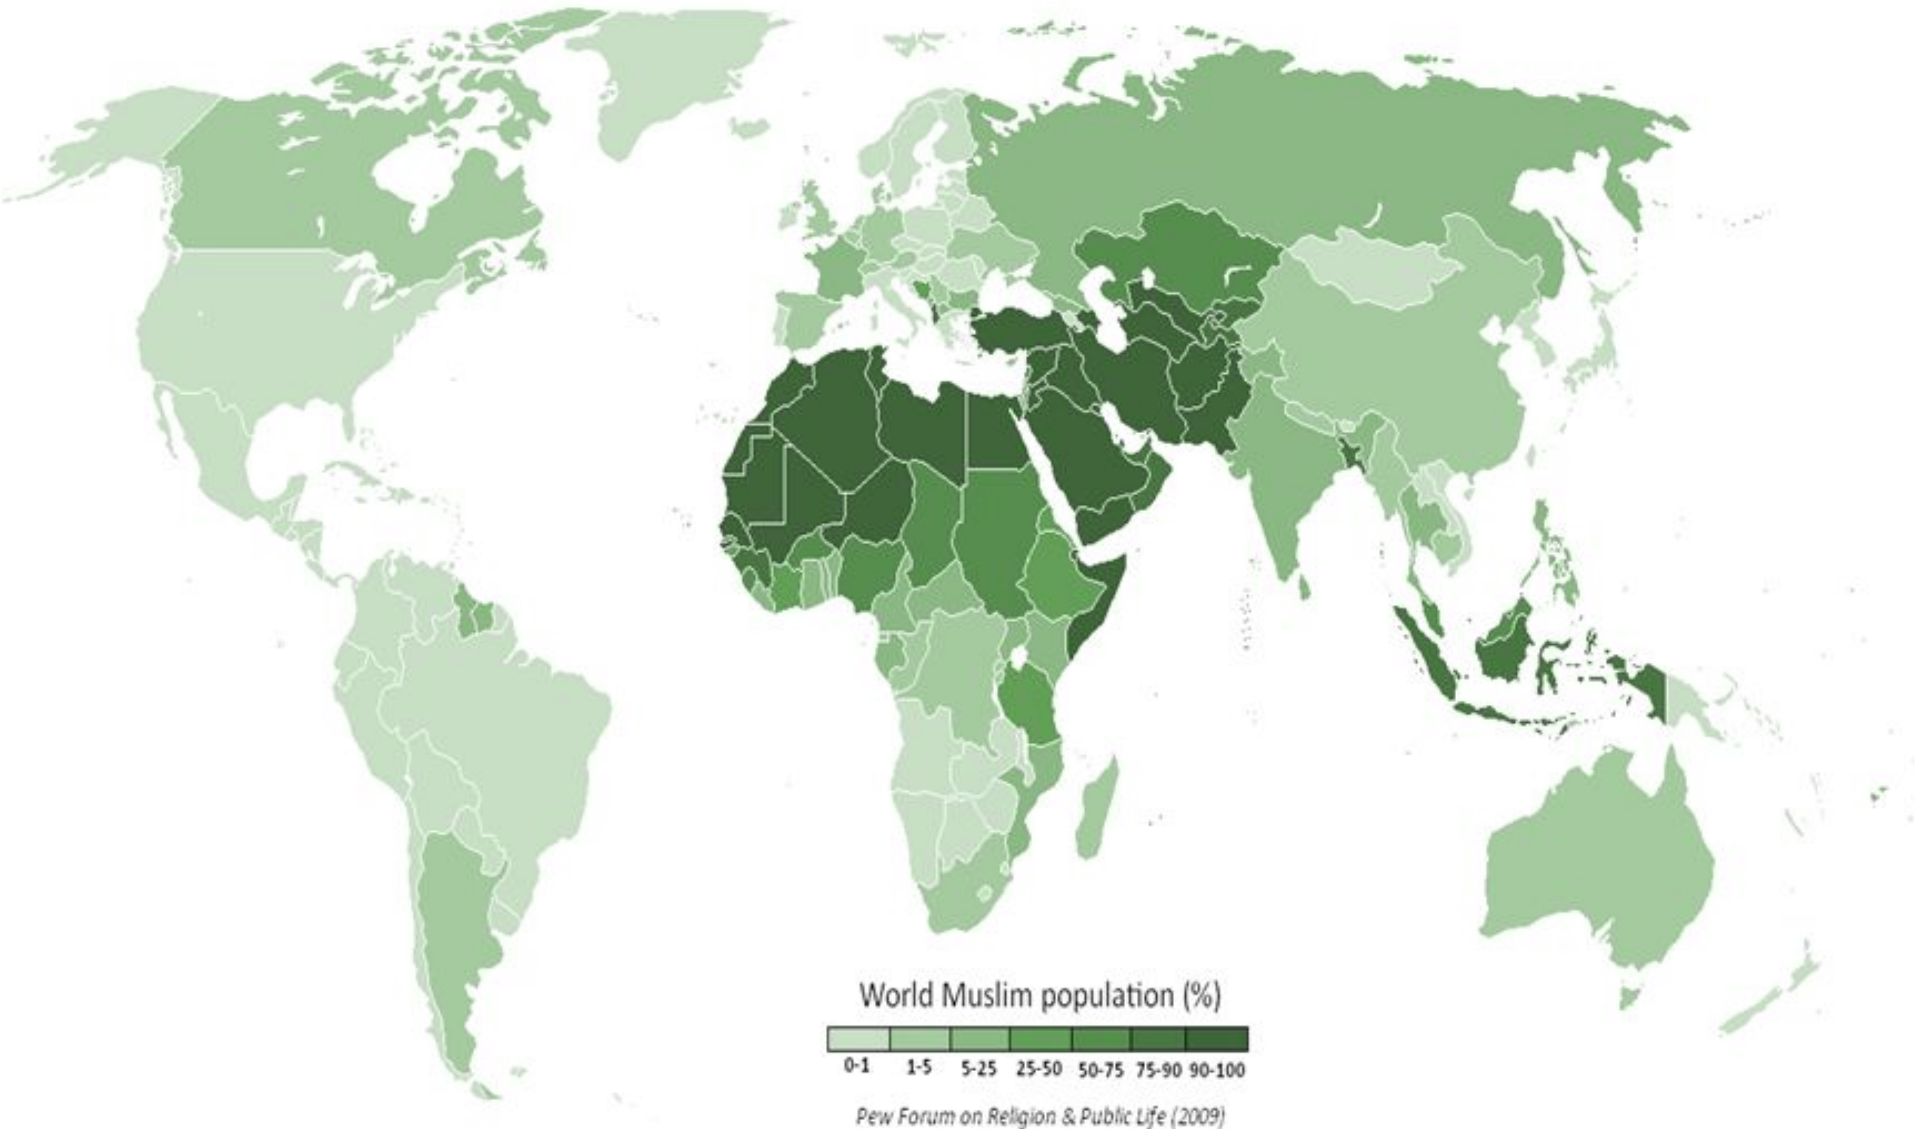 World Muslim population (%)
0-1 1-5 5-25 25-50 50-75 75-90 90-100
Pew Forum on Religion & Public Life (2009)